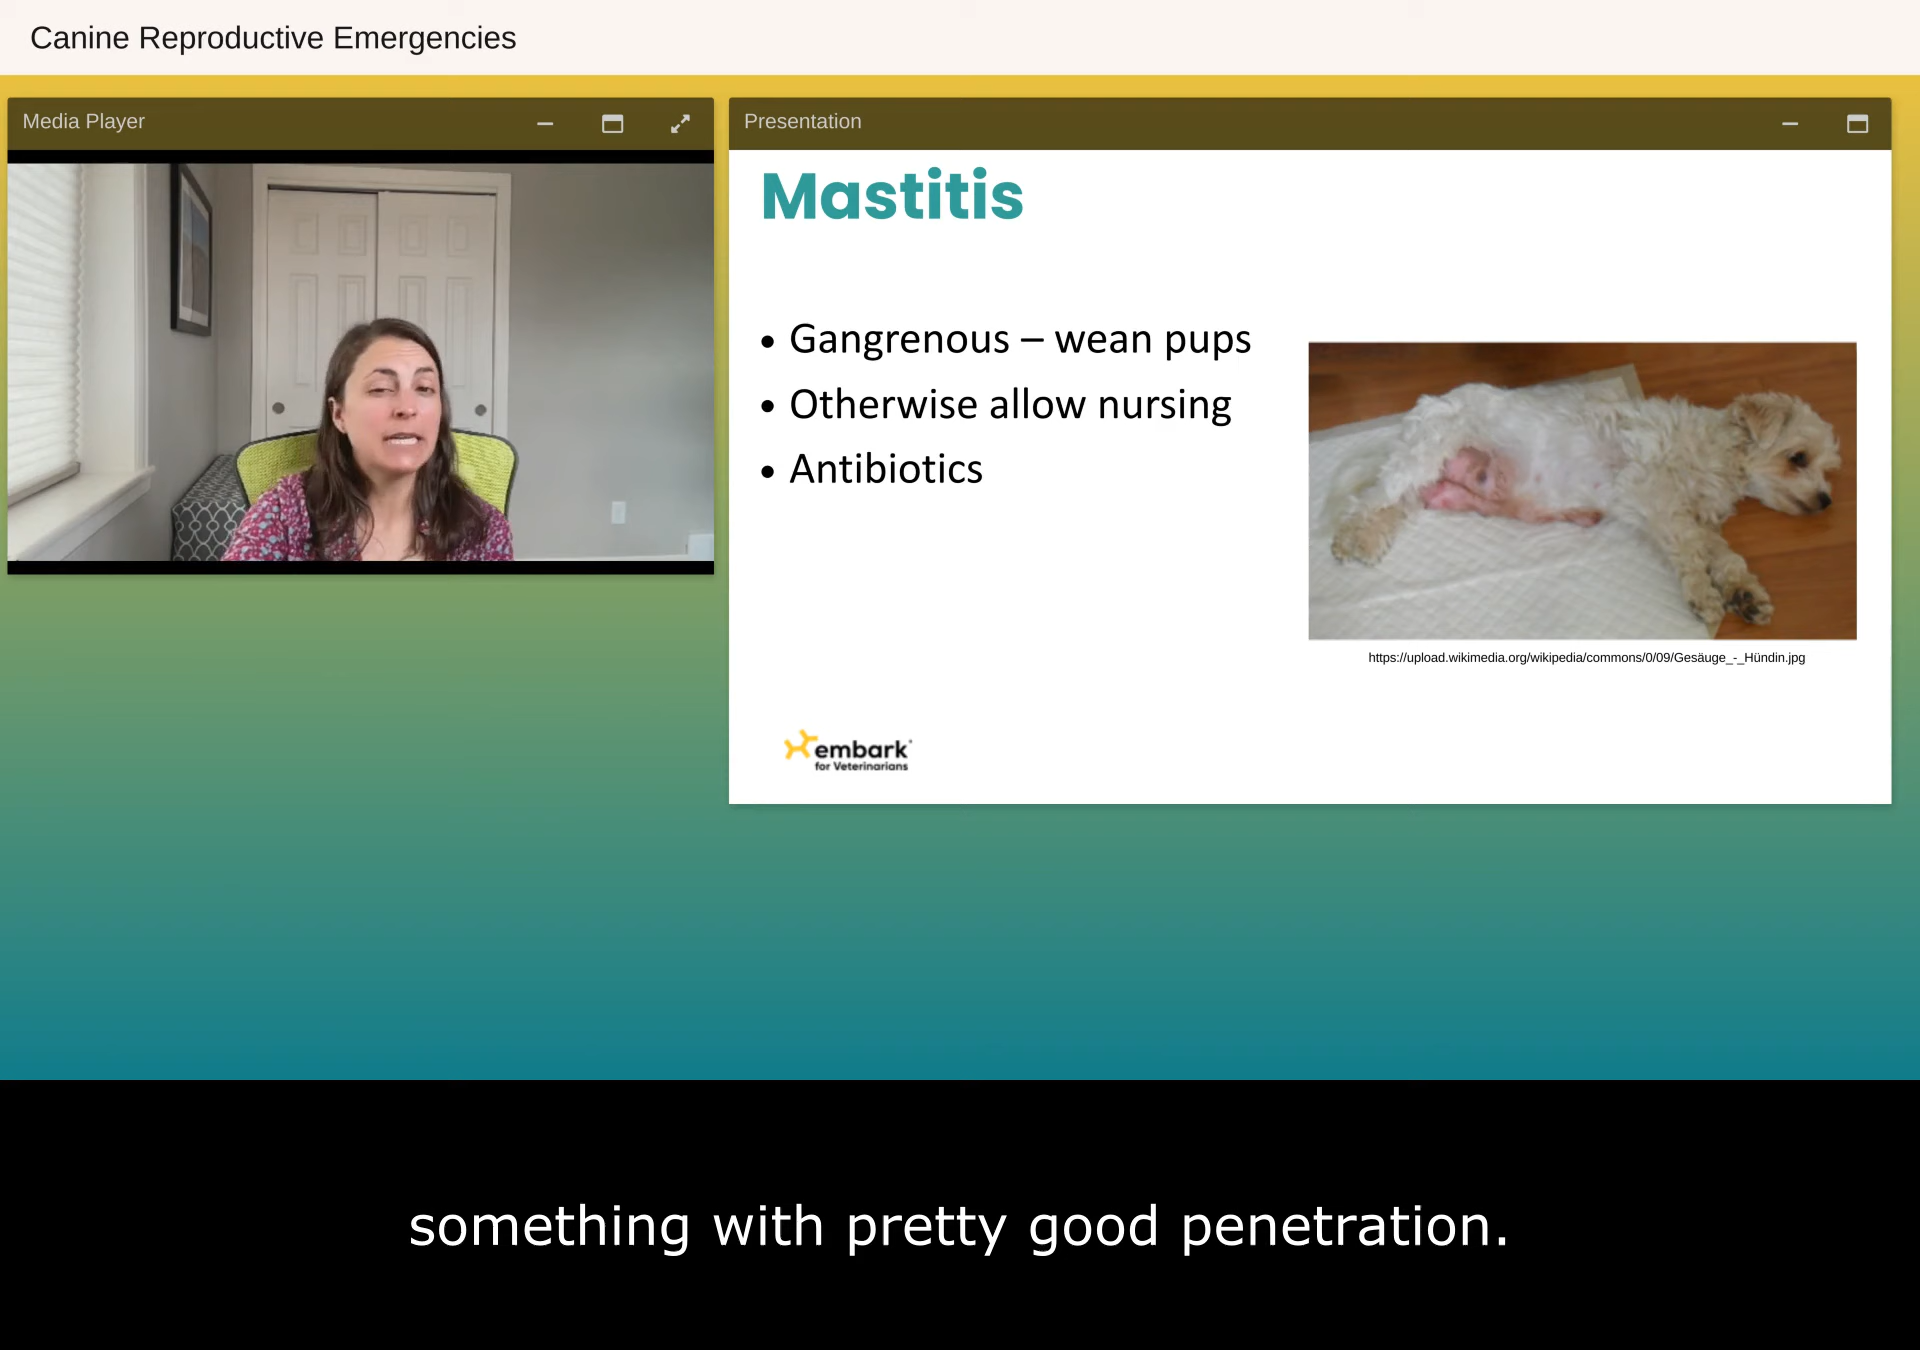 Canine Reproductive Emergencies
Media Player
Presentation
Mastitis
• Gangrenous – wean pups
• Otherwise allow nursing
• Antibiotics
https://upload.wikimedia.org/wikipedia/commons/0/09/Gesäuge_-_Hündin.jpg
embark
for Veterinarians
something with pretty good penetration.